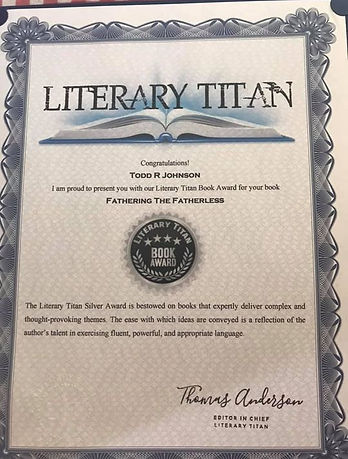 LITERARY TITAN
Congratulations!
TODD R JOHNSON
I am proud to present you with our Literary Titan Book Award for your book
FATHERING THE FATHERLESS
LITERARY TITAN
BOOK
AWARD
The Literary Titan Silver Award is bestowed on books that expertly deliver complex and
thought-provoking themes. The ease with which ideas are conveyed is a reflection of the
author's talent in exercising fluent, powerful, and appropriate language.
Thomas Anderson
EDITOR IN CHIEF
LITERARY TITAN